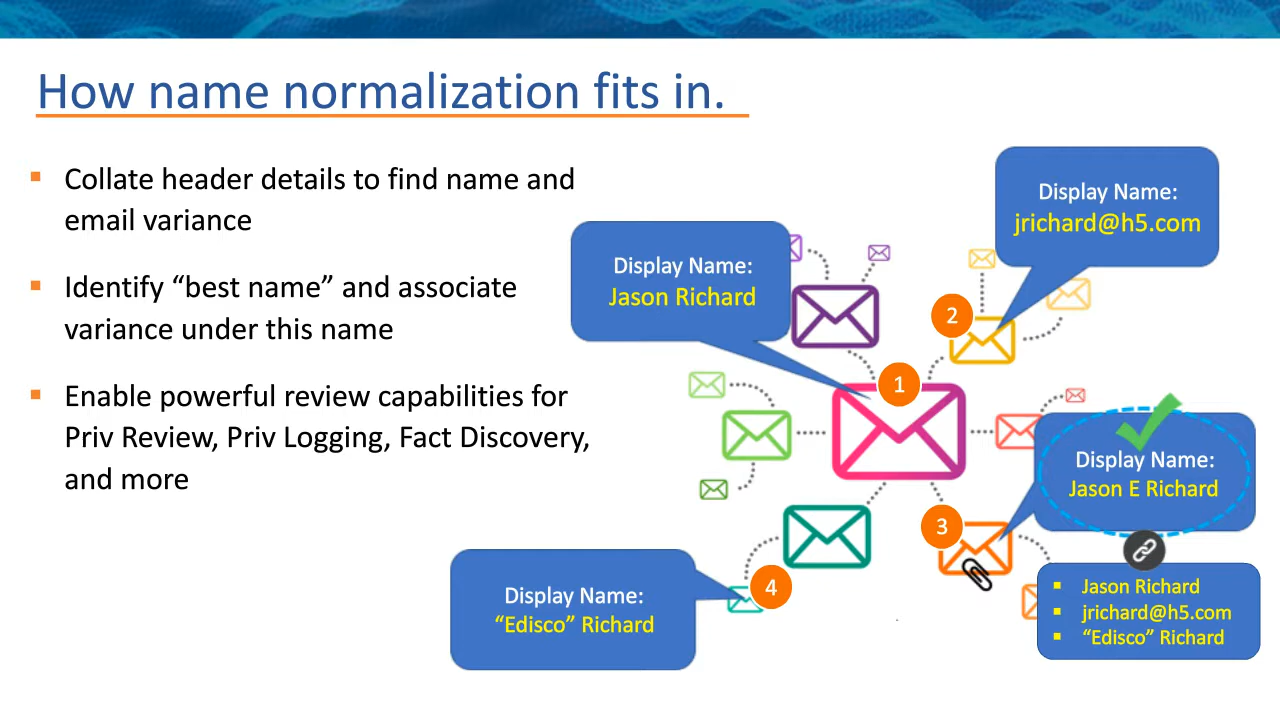 How name normalization fits in.
▪ Collate header details to find name and
email variance
▪ Identify “best name” and associate
variance under this name
▪ Enable powerful review capabilities for
Priv Review, Priv Logging, Fact Discovery,
and more
Display Name:
Jason Richard
1
Display Name:
jrichard@h5.com
2
Display Name:
Jason E Richard
3
▪ Jason Richard
▪ jrichard@h5.com
▪ “Edisco” Richard
Display Name:
“Edisco” Richard
4